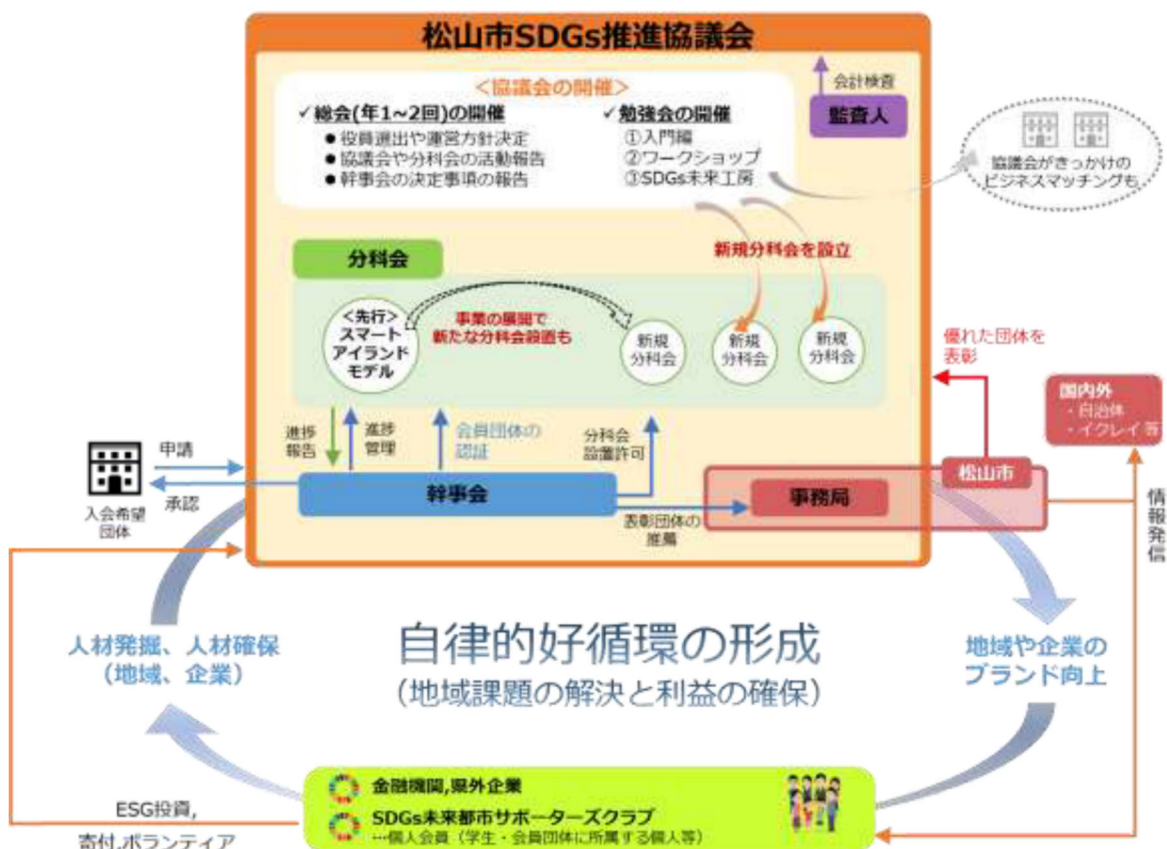 松山市SDGs推進協議会
＜協議会の開催＞
✓総会(年1~2回)の開催
●役員選出や運営方針決定
●協議会や分科会の活動報告
●幹事会の決定事項の報告
✓勉強会の開催
①入門編
②ワークショップ
③SDGs未来工房
会計検査
監査人
協議会がきっかけの
ビジネスマッチングも
分科会
新規分科会を設立
＜先行＞
スマート
アイランド
モデル
事業の展開で
新たな分科会設置も
新規
分科会
新規
分科会
新規
分科会
優れた団体を
表彰
国内外
・自治体
・イクレイ等
進捗
報告
進捗
管理
会員団体の
認証
分科会
設置許可
申請
承認
入会希望
団体
幹事会
事務局
松山市
表彰団体の
推薦
情報発信
人材発掘、人材確保
（地域、企業）
自律的好循環の形成
（地域課題の解決と利益の確保）
地域や企業の
ブランド向上
金融機関,県外企業
SDGs未来都市サポーターズクラブ
…個人会員（学生・会員団体に所属する個人等）
ESG投資,
寄付,ボランティア